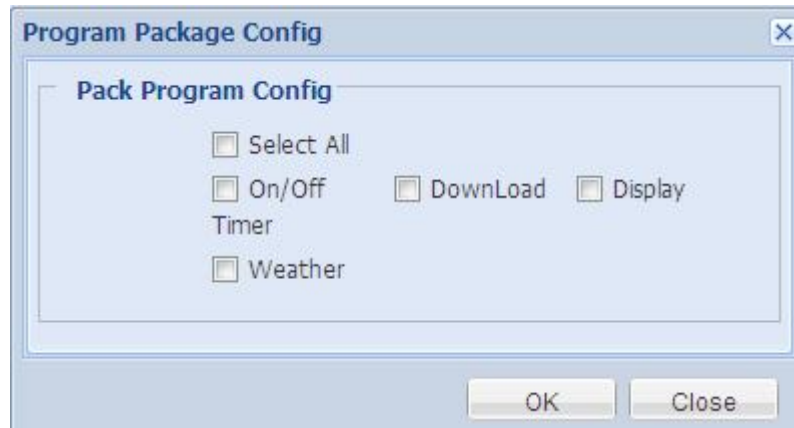 Program Package Config
Pack Program Config
Select All
On/Off Timer DownLoad Display
Weather
OK Close